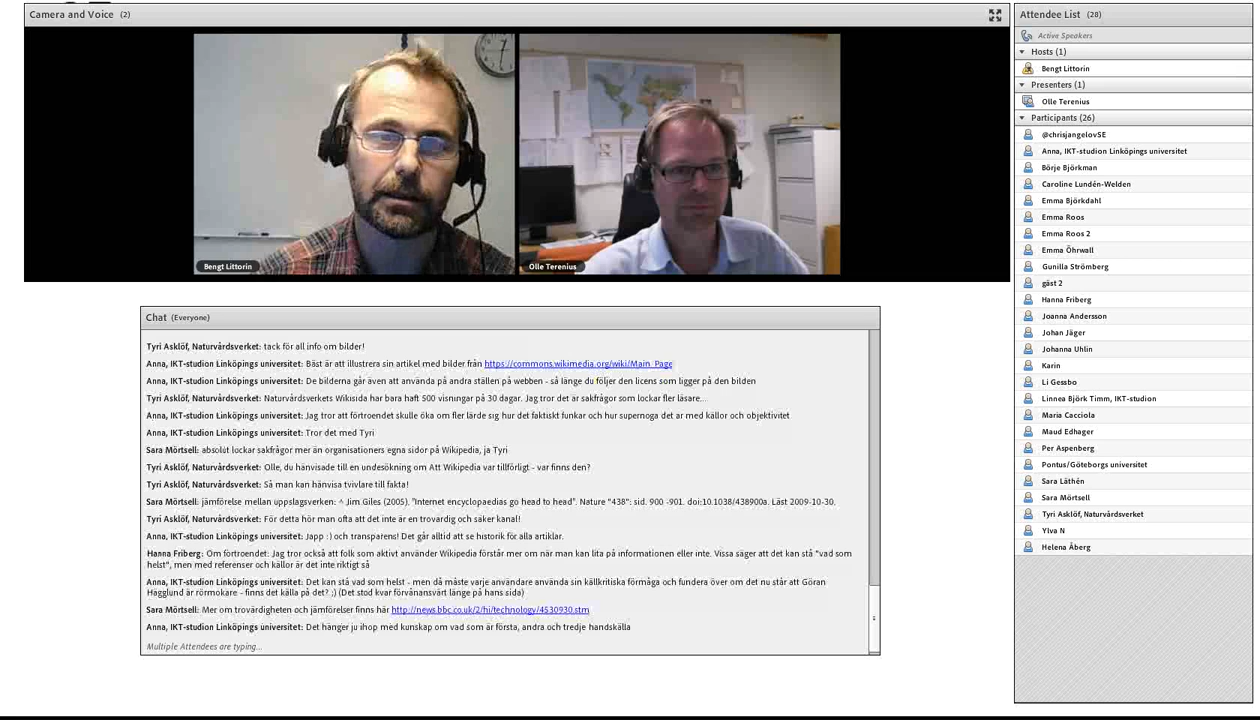 Camera and Voice (2)
Bengt Littorin
Olle Terenius
Chat (Everyone)
Tyri Asklöf, Naturvårdsverket: tack för all info om bilder!
Anna, IKT-studion Linköpings universitet: Bäst är att illustrera sin artikel med bilder från https://commons.wikimedia.org/wiki/Main_Page
Anna, IKT-studion Linköpings universitet: De bilderna går även att använda på andra ställen på webben - så länge du följer den licens som ligger på den bilden
Tyri Asklöf, Naturvårdsverket: Naturvårdsverkets Wikisida har bara haft 500 visningar på 30 dagar. Jag tror det är sakfrågor som lockar fler läsare...
Anna, IKT-studion Linköpings universitet: Jag tror att förtroendet skulle öka om fler lärde sig hur det faktiskt funkar och hur supernoga det är med källor och objektivitet
Anna, IKT-studion Linköpings universitet: Tror det med Tyri
Sara Mörtsell: absolut lockar sakfrågor mer än organisationers egna sidor på Wikipedia, ja Tyri
Tyri Asklöf, Naturvårdsverket: Olle, du hänvisade till en undesökning om Att Wikipedia var tillförligt - var finns den?
Tyri Asklöf, Naturvårdsverket: Så man kan hänvisa tvivlare till fakta!
Sara Mörtsell: jämförelse mellan uppslagsverken: ^ Jim Giles (2005), "Internet encyclopaedias go head to head". Nature "438": sid. 900 -901. doi:10.1038/438900a. Läst 2009-10-30.
Tyri Asklöf, Naturvårdsverket: För detta hör man ofta att det inte är en trovärdig och säker kanal!
Anna, IKT-studion Linköpings universitet: Japp :) och transparens! Det går alltid att se historik för alla artiklar.
Hanna Friberg: Om förtroendet: Jag tror också att folk som aktivt använder Wikipedia förstår mer om när man kan lita på informationen eller inte. Vissa säger att det kan stå "vad som
helst", men med referenser och källor är det inte riktigt så
Anna, IKT-studion Linköpings universitet: Det kan stå vad som helst - men då måste varje användare använda sin källkritiska förmåga och fundera över om det nu står att Göran
Hägglund är rörmokare - finns det källa på det? ;) (Det stod kvar förvånansvärt länge på hans sida)
Sara Mörtsell: Mer om trovärdigheten och jämförelser finns här http://news.bbc.co.uk/2/hi/technology/4530930.stm
Anna, IKT-studion Linköpings universitet: Det hänger ju ihop med kunskap om vad som är första, andra och tredje handskälla
Multiple Attendees are typing...
Attendee List (28)
Active Speakers
Hosts (1)
Bengt Littorin
Presenters (1)
Olle Terenius
Participants (26)
@chrisjangelovSE
Anna, IKT-studion Linköpings universitet
Börje Björkman
Caroline Lundén-Welden
Emma Björkdahl
Emma Roos
Emma Roos 2
Emma Öhrwall
Gunilla Strömberg
gäst 2
Hanna Friberg
Joanna Andersson
Johan Jäger
Johanna Uhlin
Karin
Li Gessbo
Linnea Björk Timm, IKT-studion
Maria Cacciola
Maud Edhager
Per Aspenberg
Pontus/Göteborgs universitet
Sara Läthén
Sara Mörtsell
Tyri Asklöf, Naturvårdsverket
Ylva N
Helena Åberg